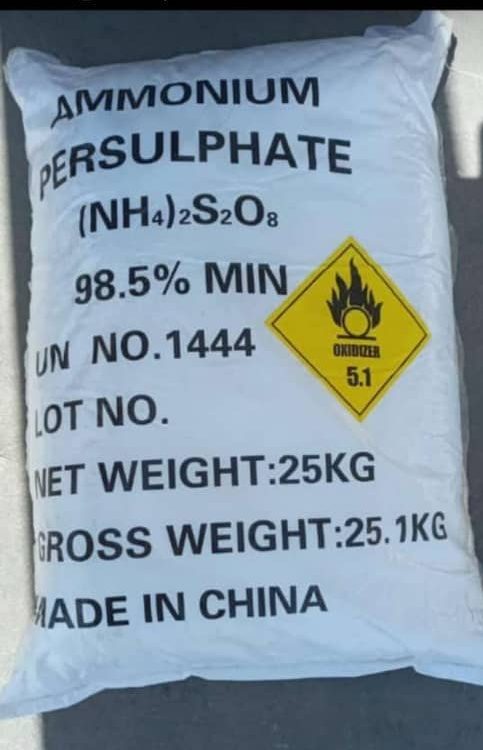 AMMONIUM
PERSULPHATE
(NH₄)₂S₂O₈
98.5% MIN
OXIDIZER
5.1
UN NO.1444
LOT NO.
NET WEIGHT:25KG
GROSS WEIGHT:25.1KG
MADE IN CHINA